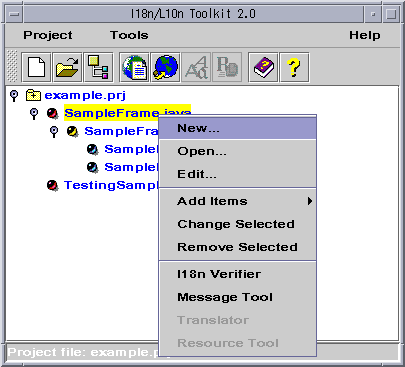 I18n/L10n Toolkit 2.0
Project Tools Help
example.prj
SampleFrame.java
SampleFra
Sample
Sample
TestingSampl
New...
Open...
Edit...
Add Items
Change Selected
Remove Selected
I18n Verifier
Message Tool
Translator
Resource Tool
Project file: example.p